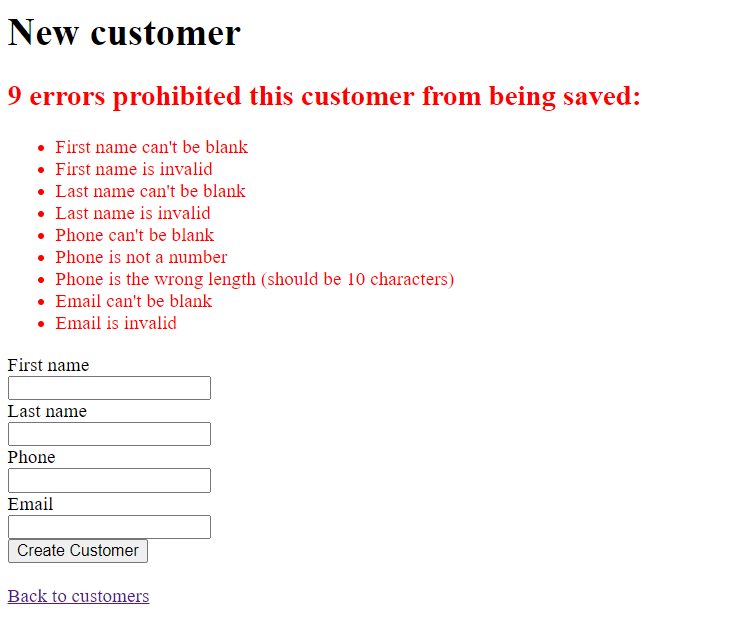 New customer
9 errors prohibited this customer from being saved:
First name can't be blank
First name is invalid
Last name can't be blank
Last name is invalid
Phone can't be blank
Phone is not a number
Phone is the wrong length (should be 10 characters)
Email can't be blank
Email is invalid
First name
Last name
Phone
Email
Create Customer
Back to customers